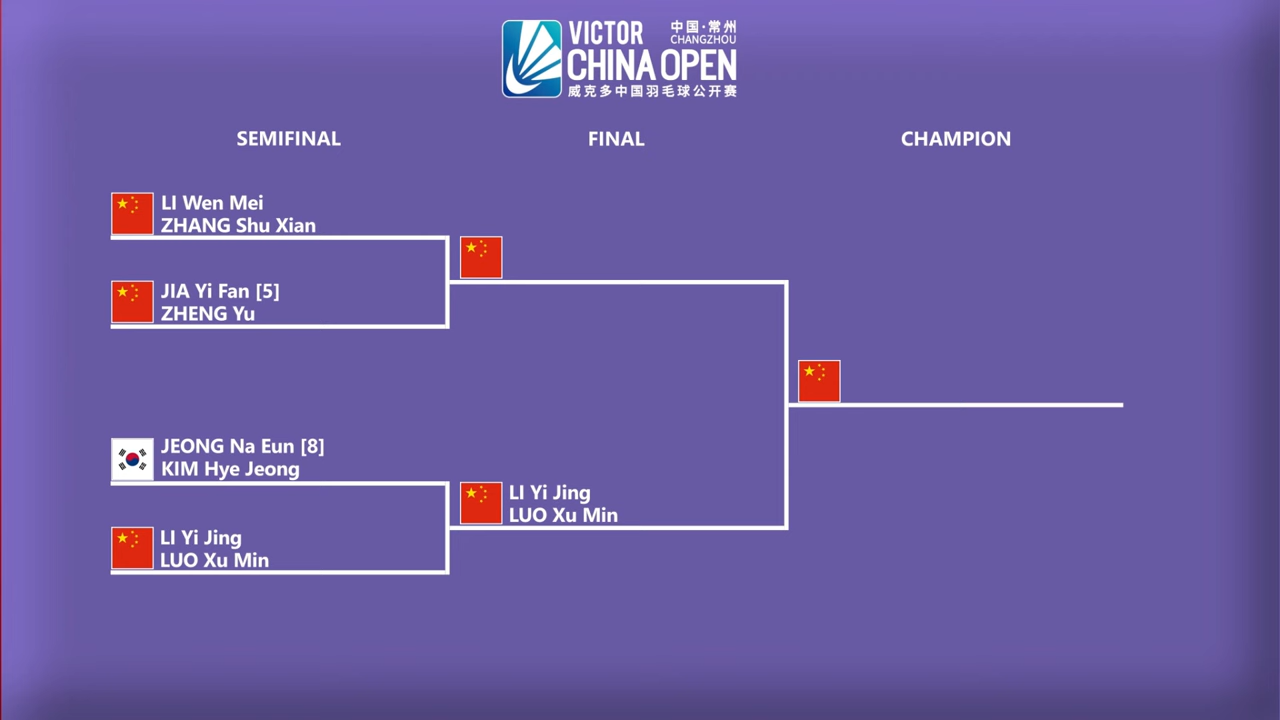 VICTOR
中国·常州
CHANGZHOU
CHINA OPEN
威克多中国羽毛球公开赛
SEMIFINAL
FINAL
CHAMPION
LI Wen Mei
ZHANG Shu Xian
JIA Yi Fan [5]
ZHENG Yu
JEONG Na Eun [8]
KIM Hye Jeong
LI Yi Jing
LUO Xu Min
LI Yi Jing
LUO Xu Min